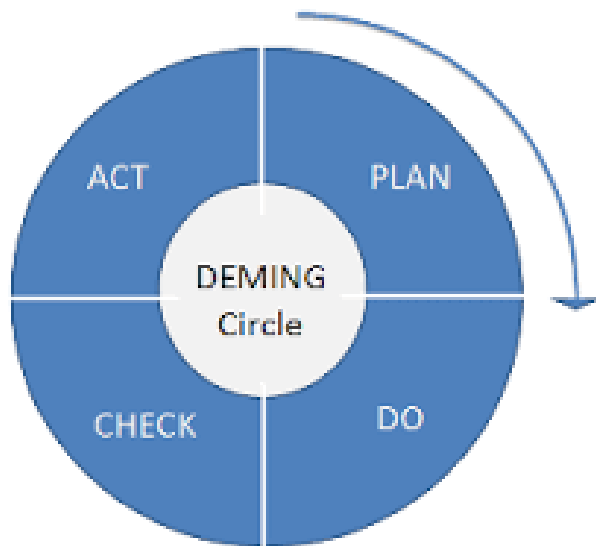 ACT
PLAN
DEMING
Circle
CHECK
DO